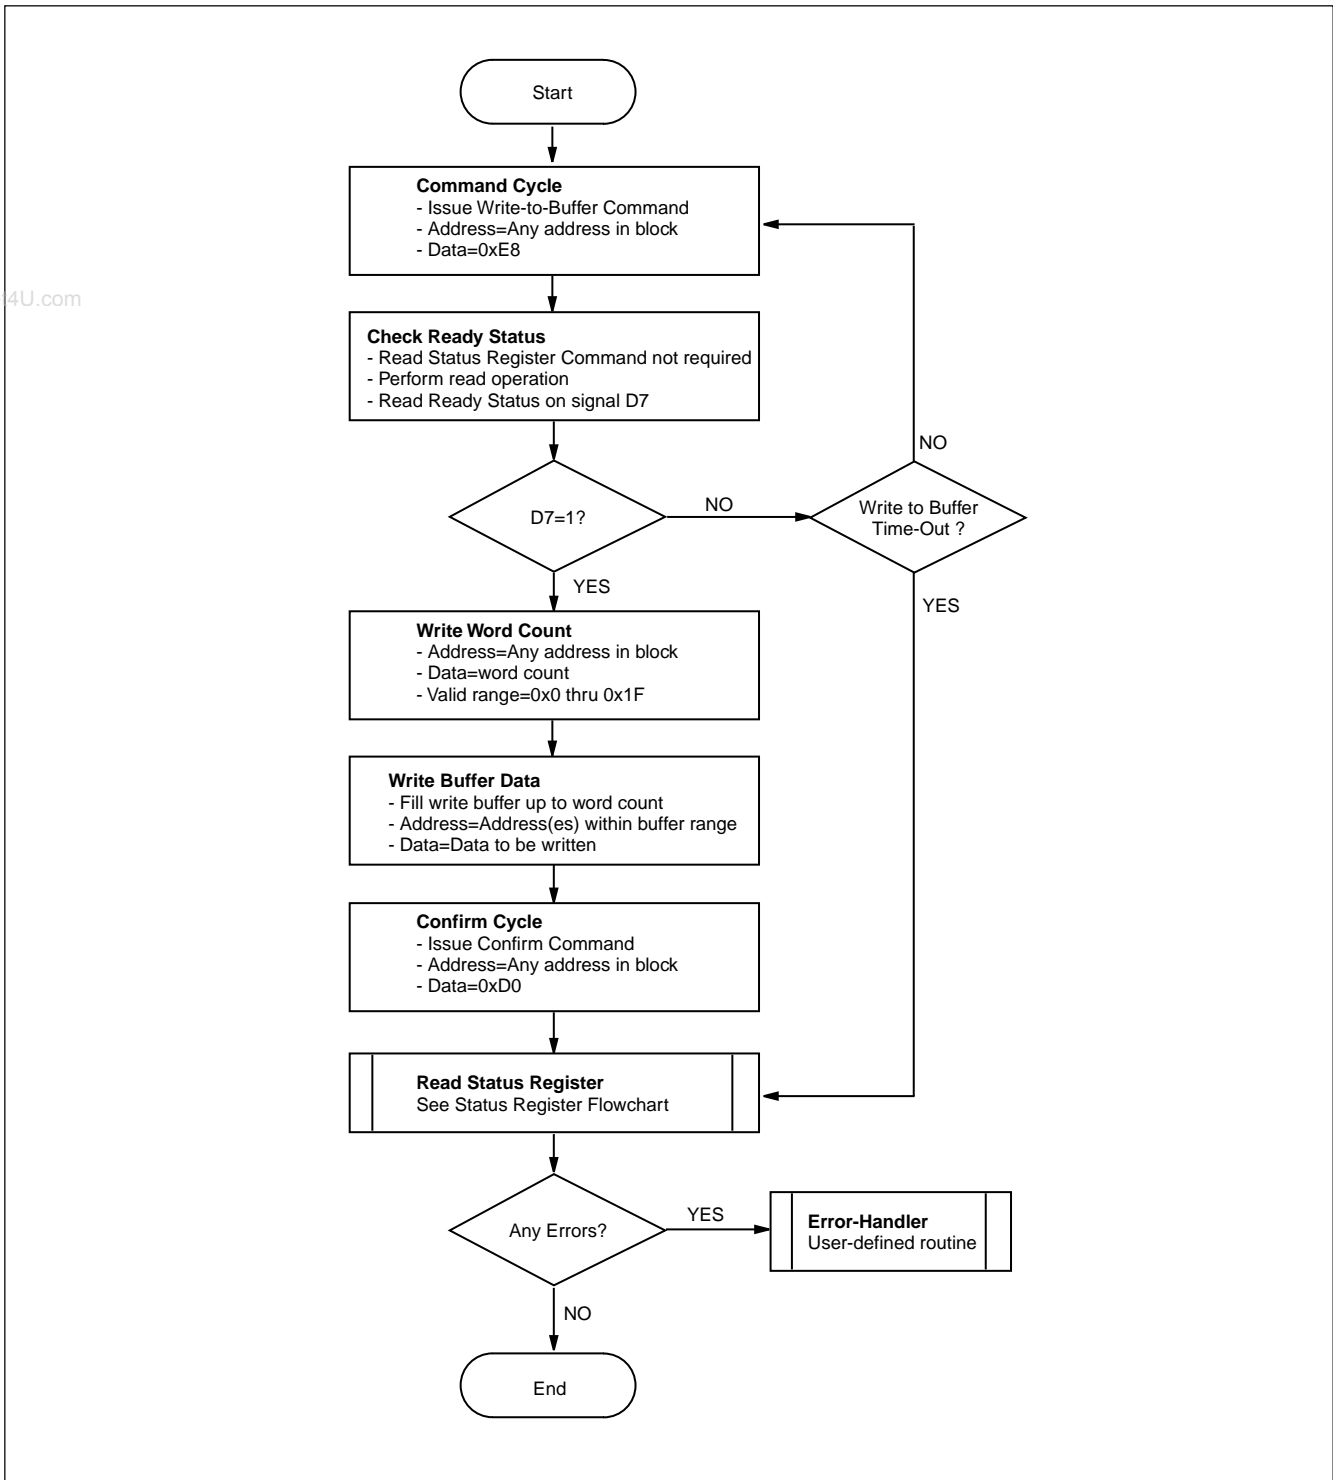 Start
Command Cycle
- Issue Write-to-Buffer Command
- Address=Any address in block
- Data=0xE8
4U.com
Check Ready Status
- Read Status Register Command not required
- Perform read operation
- Read Ready Status on signal D7
NO
D7=1?
NO
Write to Buffer
Time-Out ?
YES
YES
Write Word Count
- Address=Any address in block
- Data=word count
- Valid range=0x0 thru 0x1F
Write Buffer Data
- Fill write buffer up to word count
- Address=Address(es) within buffer range
- Data=Data to be written
Confirm Cycle
- Issue Confirm Command
- Address=Any address in block
- Data=0xD0
Read Status Register
See Status Register Flowchart
Any Errors?
YES
Error-Handler
User-defined routine
NO
End